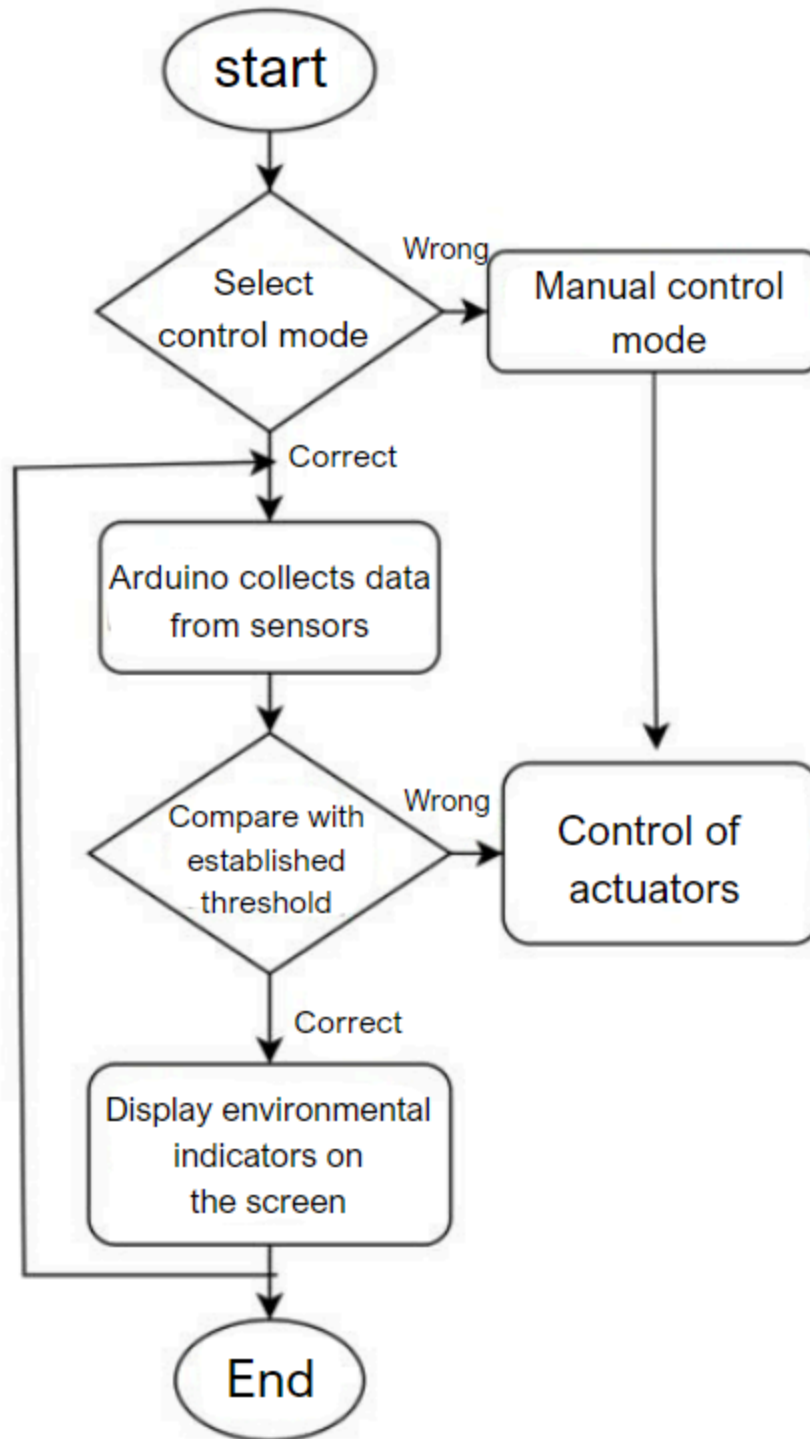 start
Select
control mode
Wrong
Manual control
mode
Correct
Arduino collects data
from sensors
Compare with
established
threshold
Wrong
Control of
actuators
Correct
Display environmental
indicators on
the screen
End